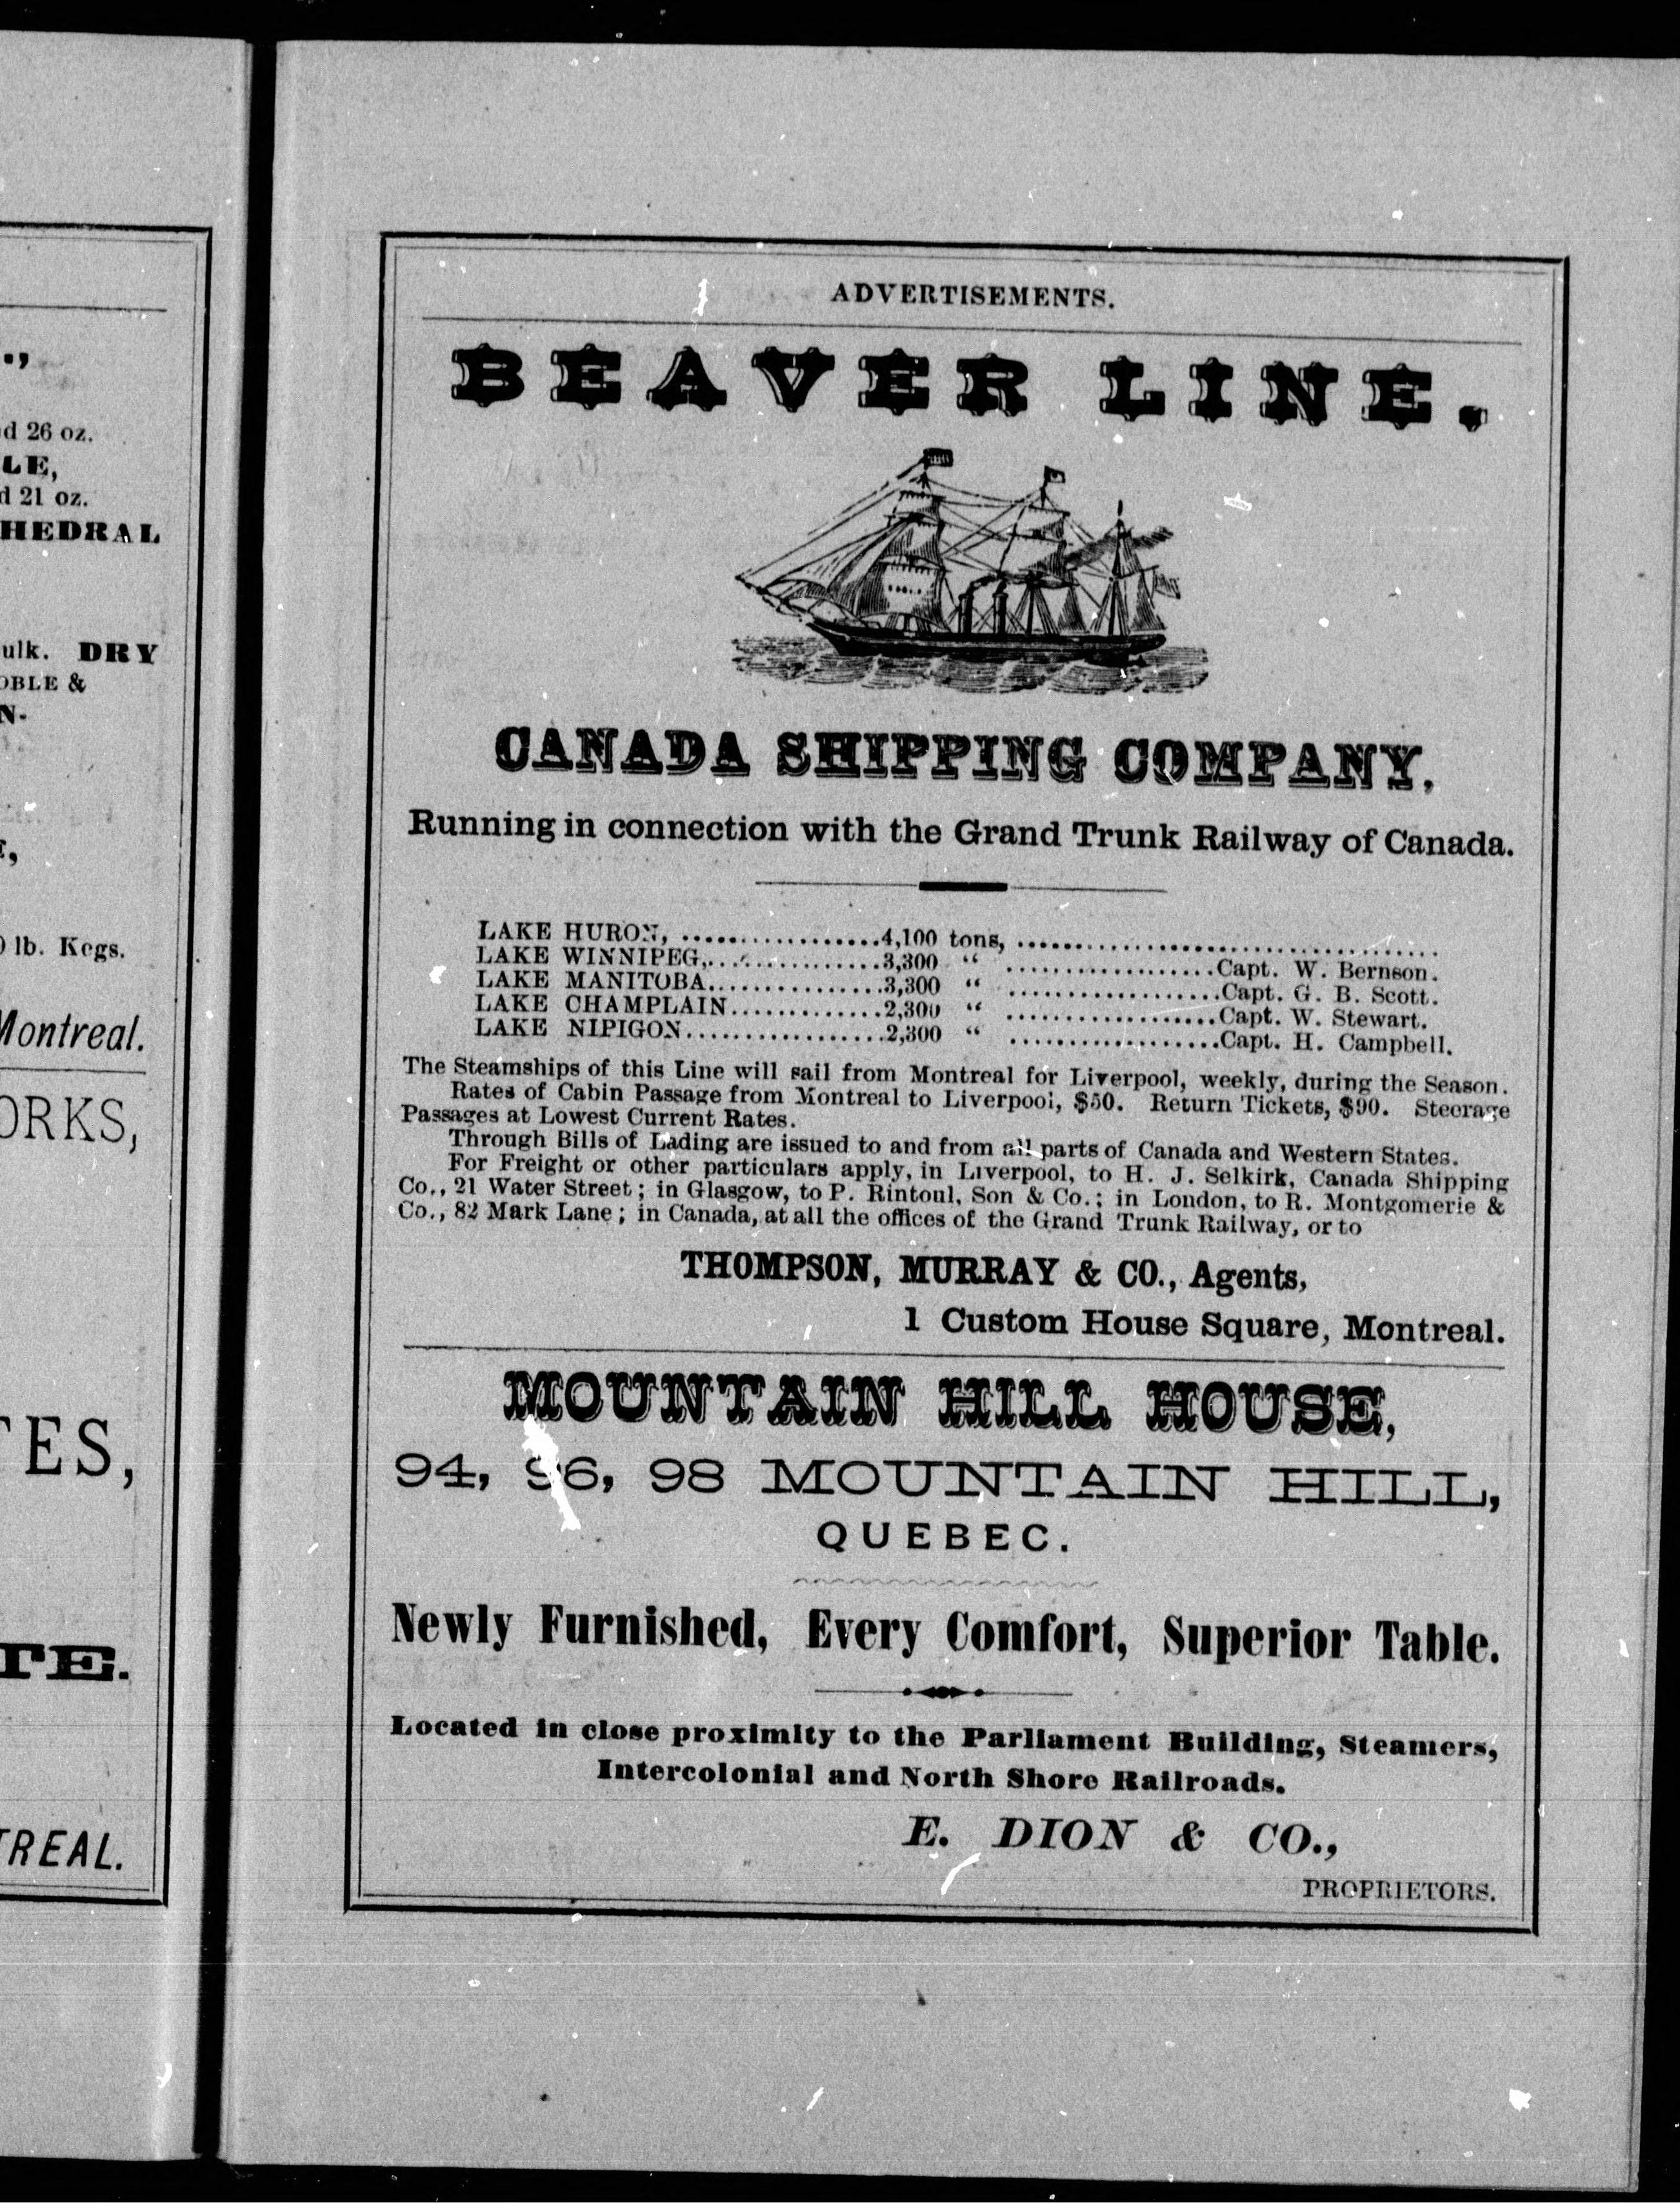 .,
d 26 oz.
LE,
d 21 oz.
HEDRAL
ulk. DRY
OBLE &
N-
,
0 lb. Kegs.
Montreal.
ORKS,
TES,
TE.
TREAL.
ADVERTISEMENTS.
BEAVER LINE.
CANADA SHIPPING COMPANY.
Running in connection with the Grand Trunk Railway of Canada.
LAKE HURON, ....................4,100 tons, ........................................
LAKE WINNIPEG,..................3,300 “ ....................Capt. W. Bernson.
LAKE MANITOBA..................3,300 “ ....................Capt. G. B. Scott.
LAKE CHAMPLAIN...............2,300 “ ....................Capt. W. Stewart.
LAKE NIPIGON....................2,300 “ ....................Capt. H. Campbell.
The Steamships of this Line will sail from Montreal for Liverpool, weekly, during the Season.
Rates of Cabin Passage from Montreal to Liverpool, $50. Return Tickets, $90. Steerage
Passages at Lowest Current Rates.
Through Bills of Lading are issued to and from all parts of Canada and Western States.
For Freight or other particulars apply, in Liverpool, to H. J. Selkirk, Canada Shipping
Co., 21 Water Street; in Glasgow, to P. Rintoul, Son & Co.; in London, to R. Montgomerie &
Co., 82 Mark Lane; in Canada, at all the offices of the Grand Trunk Railway, or to
THOMPSON, MURRAY & CO., Agents,
1 Custom House Square, Montreal.
MOUNTAIN HILL HOUSE,
94, 96, 98 MOUNTAIN HILL,
QUEBEC.
Newly Furnished, Every Comfort, Superior Table.
Located in close proximity to the Parliament Building, Steamers,
Intercolonial and North Shore Railroads.
E. DION & CO.,
PROPRIETORS.